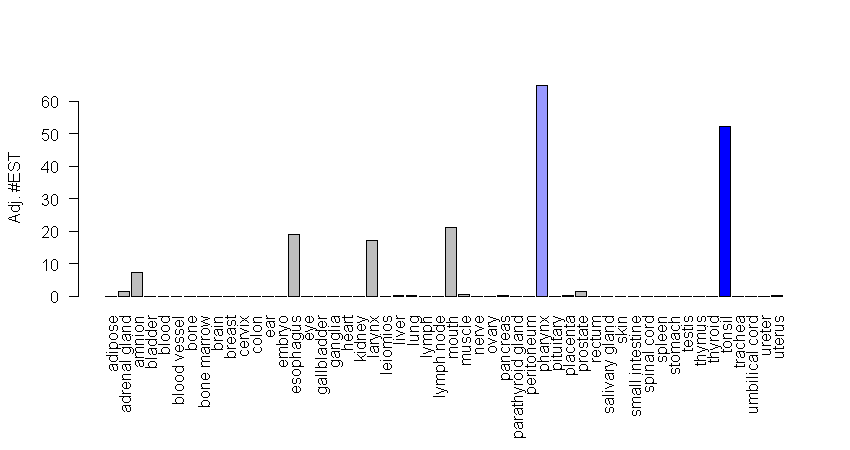 Adj. #EST
60
50
40
30
20
10
0
adipose
adrenal gland
amnion
bladder
blood
blood vessel
bone
bone marrow
brain
breast
cervix
colon
ear
embryo
esophagus
eye
gallbladder
ganglia
heart
kidney
larynx
leiomios
liver
lung
lymph
lymph node
mouth
muscle
nerve
ovary
pancreas
parathyroid gland
peritoneum
pharynx
pituitary
placenta
prostate
rectum
salivary gland
skin
small intestine
spinal cord
spleen
stomach
testis
thymus
thyroid
tonsil
trachea
umbilical cord
ureter
uterus